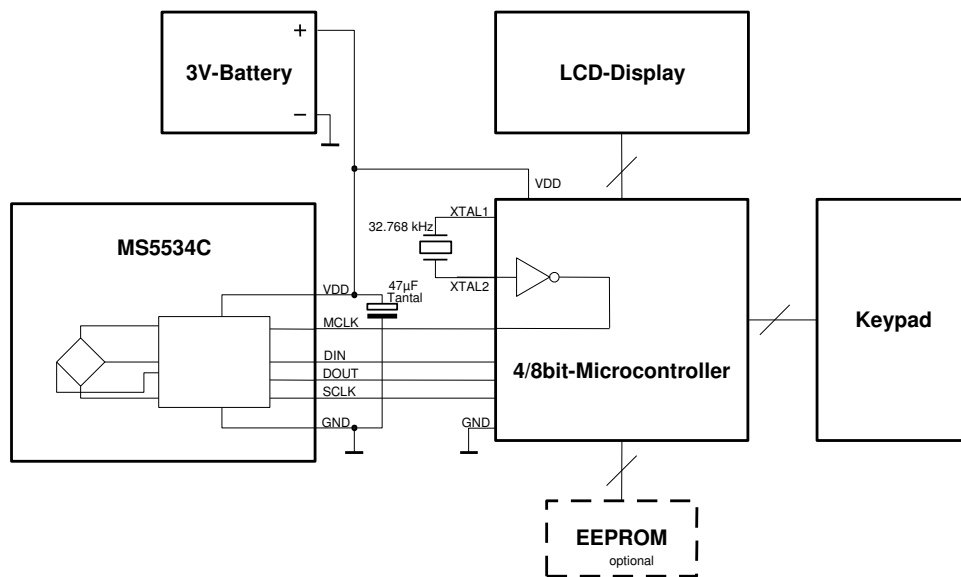 +
3V-Battery
−
LCD-Display
VDD
XTAL1
32.768 kHz
XTAL2
MS5534C
VDD
47µF
Tantal
MCLK
DIN
DOUT
SCLK
GND
GND
4/8bit-Microcontroller
Keypad
EEPROM
optional